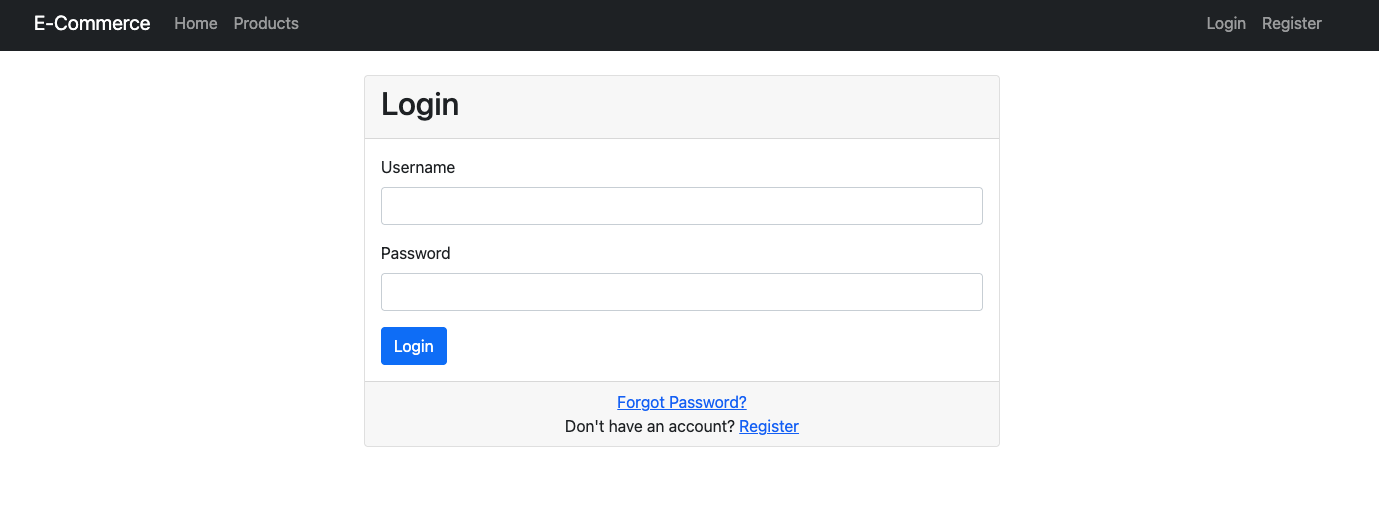 E-Commerce Home Products Login Register
Login
Username
Password
Login
Forgot Password?
Don't have an account? Register